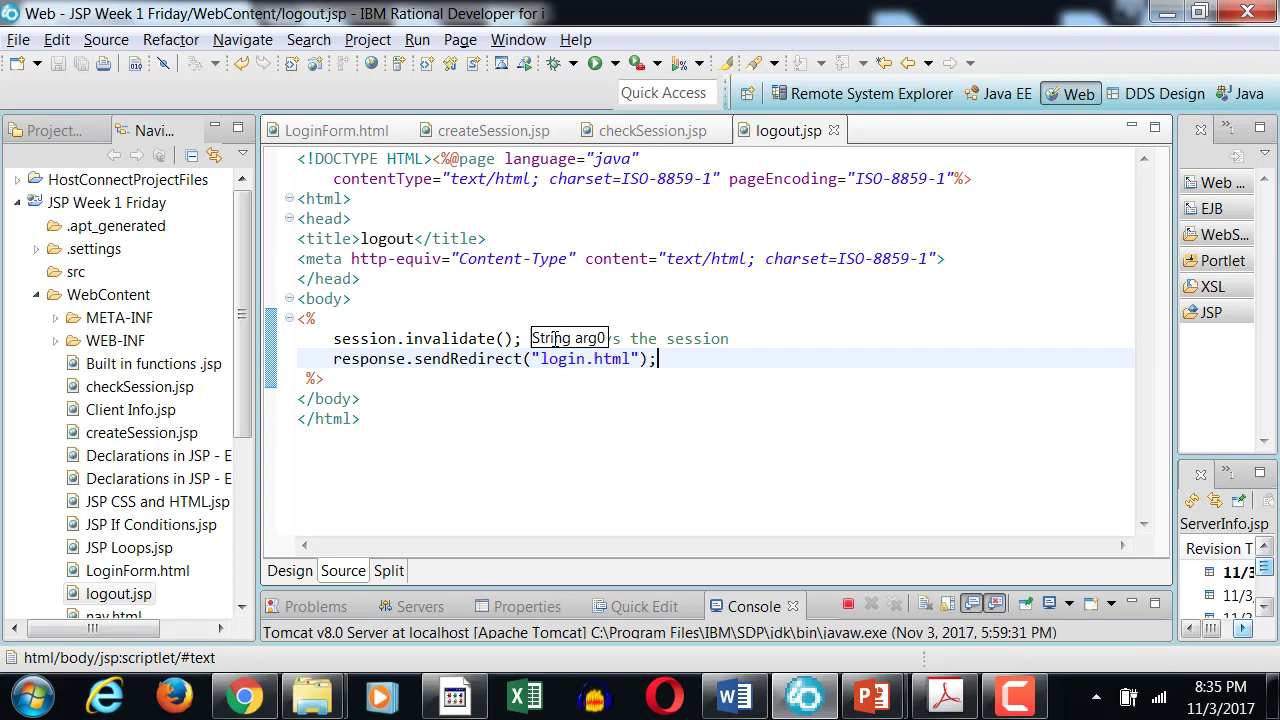 Web - JSP Week 1 Friday/WebContent/logout.jsp - IBM Rational Developer for i
File Edit Source Refactor Navigate Search Project Run Page Window Help
Quick Access Remote System Explorer Java EE Web DDS Design Java
Project... Navi... LoginForm.html createSession.jsp checkSession.jsp logout.jsp
HostConnectProjectFiles
JSP Week 1 Friday
.apt_generated
.settings
src
WebContent
META-INF
WEB-INF
Built in functions .jsp
checkSession.jsp
Client Info.jsp
createSession.jsp
Declarations in JSP - E
Declarations in JSP - E
JSP CSS and HTML.jsp
JSP If Conditions.jsp
JSP Loops.jsp
LoginForm.html
logout.jsp
nav.html
<!DOCTYPE HTML><%@page language="java"
contentType="text/html; charset=ISO-8859-1" pageEncoding="ISO-8859-1"%>
<html>
<head>
<title>logout</title>
<meta http-equiv="Content-Type" content="text/html; charset=ISO-8859-1">
</head>
<body>
<%
session.invalidate(); String arg0 ys the session
response.sendRedirect("login.html");
%>
</body>
</html>
Design Source Split
Problems Servers Properties Quick Edit Console
Tomcat v8.0 Server at localhost [Apache Tomcat] C:\Program Files\IBM\SDP\jdk\bin\javaw.exe (Nov 3, 2017, 5:59:31 PM)
Web ...
EJB
WebS...
Portlet
XSL
JSP
ServerInfo.jsp
Revision T
11/3
11/3,
11/2
html/body/jsp:scriptlet/#text
8:35 PM
11/3/2017